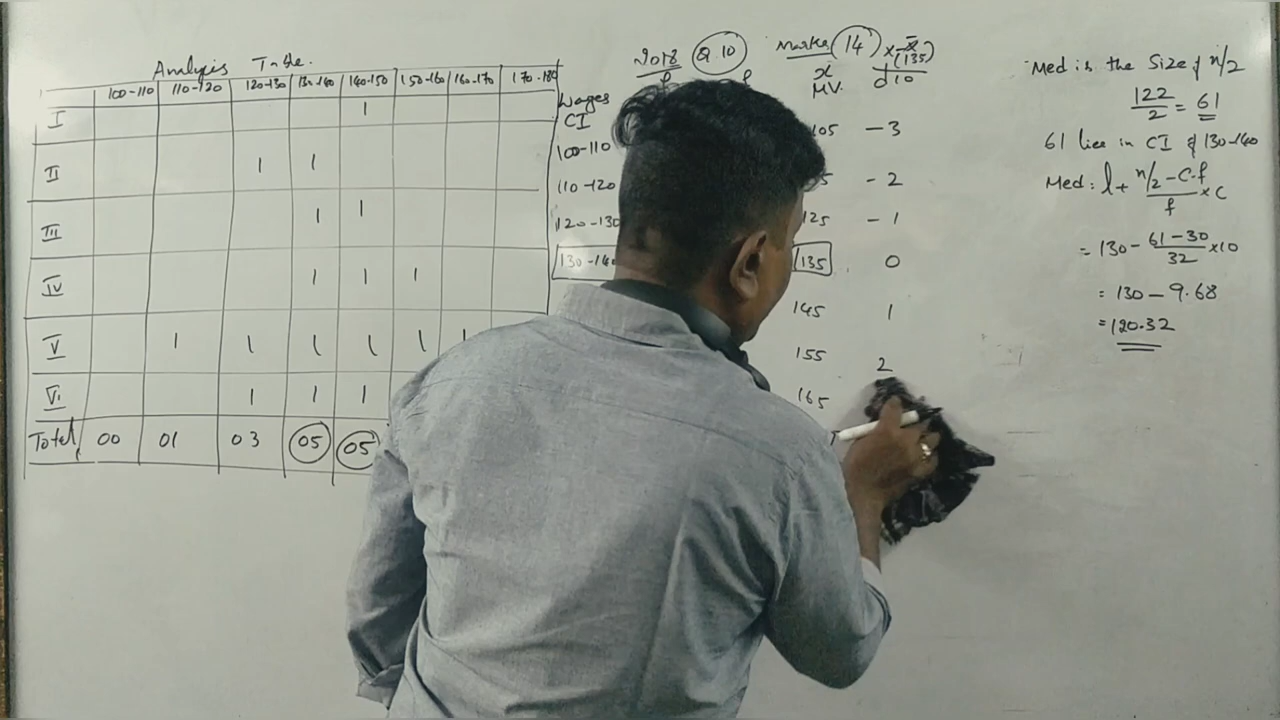 Analysis Table.
100-110 110-120 120-130 130-140 140-150 150-160 160-170 170-180
I 1
II 1 1
III 1 1
IV 1 1 1
V 1 1 1 1 1 1
VI 1 1 1
Total 00 01 03 05 05
Wages
CI
100-110
110-120
120-130
130-140
Q.10
f
Marks 14
x
MV.
105
125
135
145
155
165
x-x̄(135)
d 10
-3
-2
-1
0
1
2
Med is the Size of n/2
122/2 = 61
61 lies in CI of 130-140
Med: l + n/2 - C.f / f × C
= 130 - 61-30 / 32 × 10
= 130 - 9.68
= 120.32